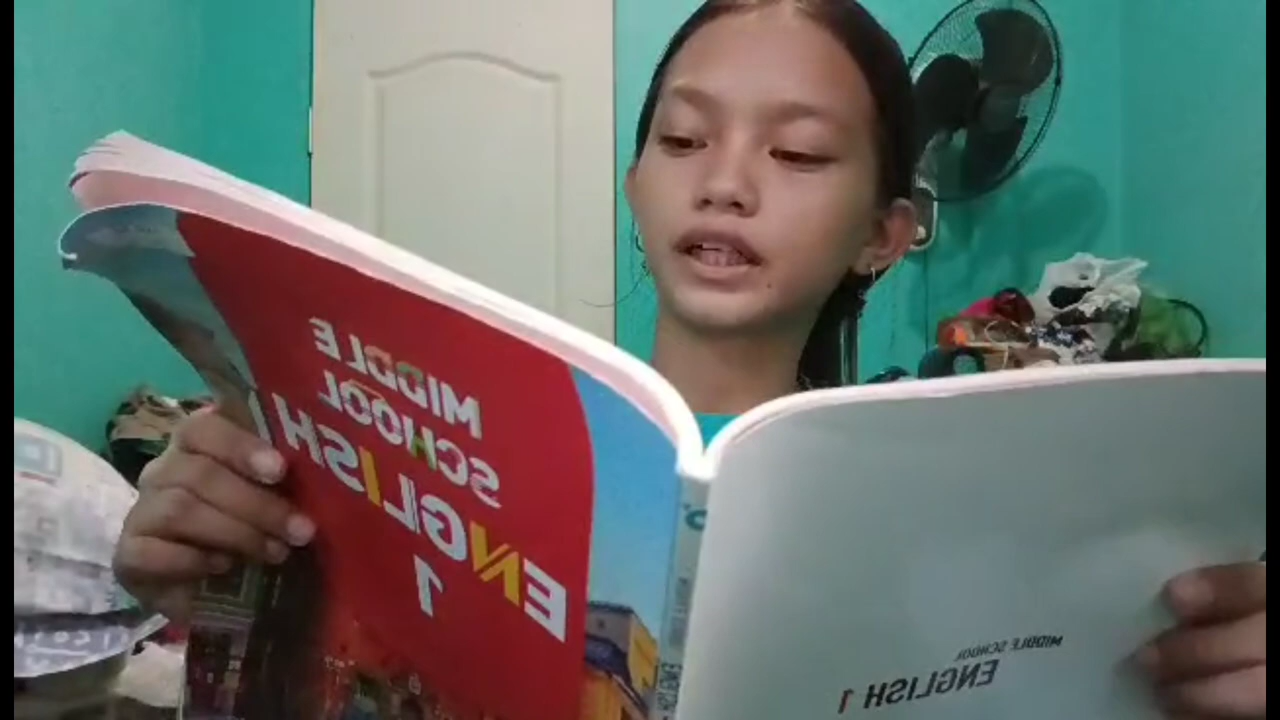 MIDDLE
SCHOOL
ENGLISH
1
MIDDLE SCHOOL
ENGLISH 1